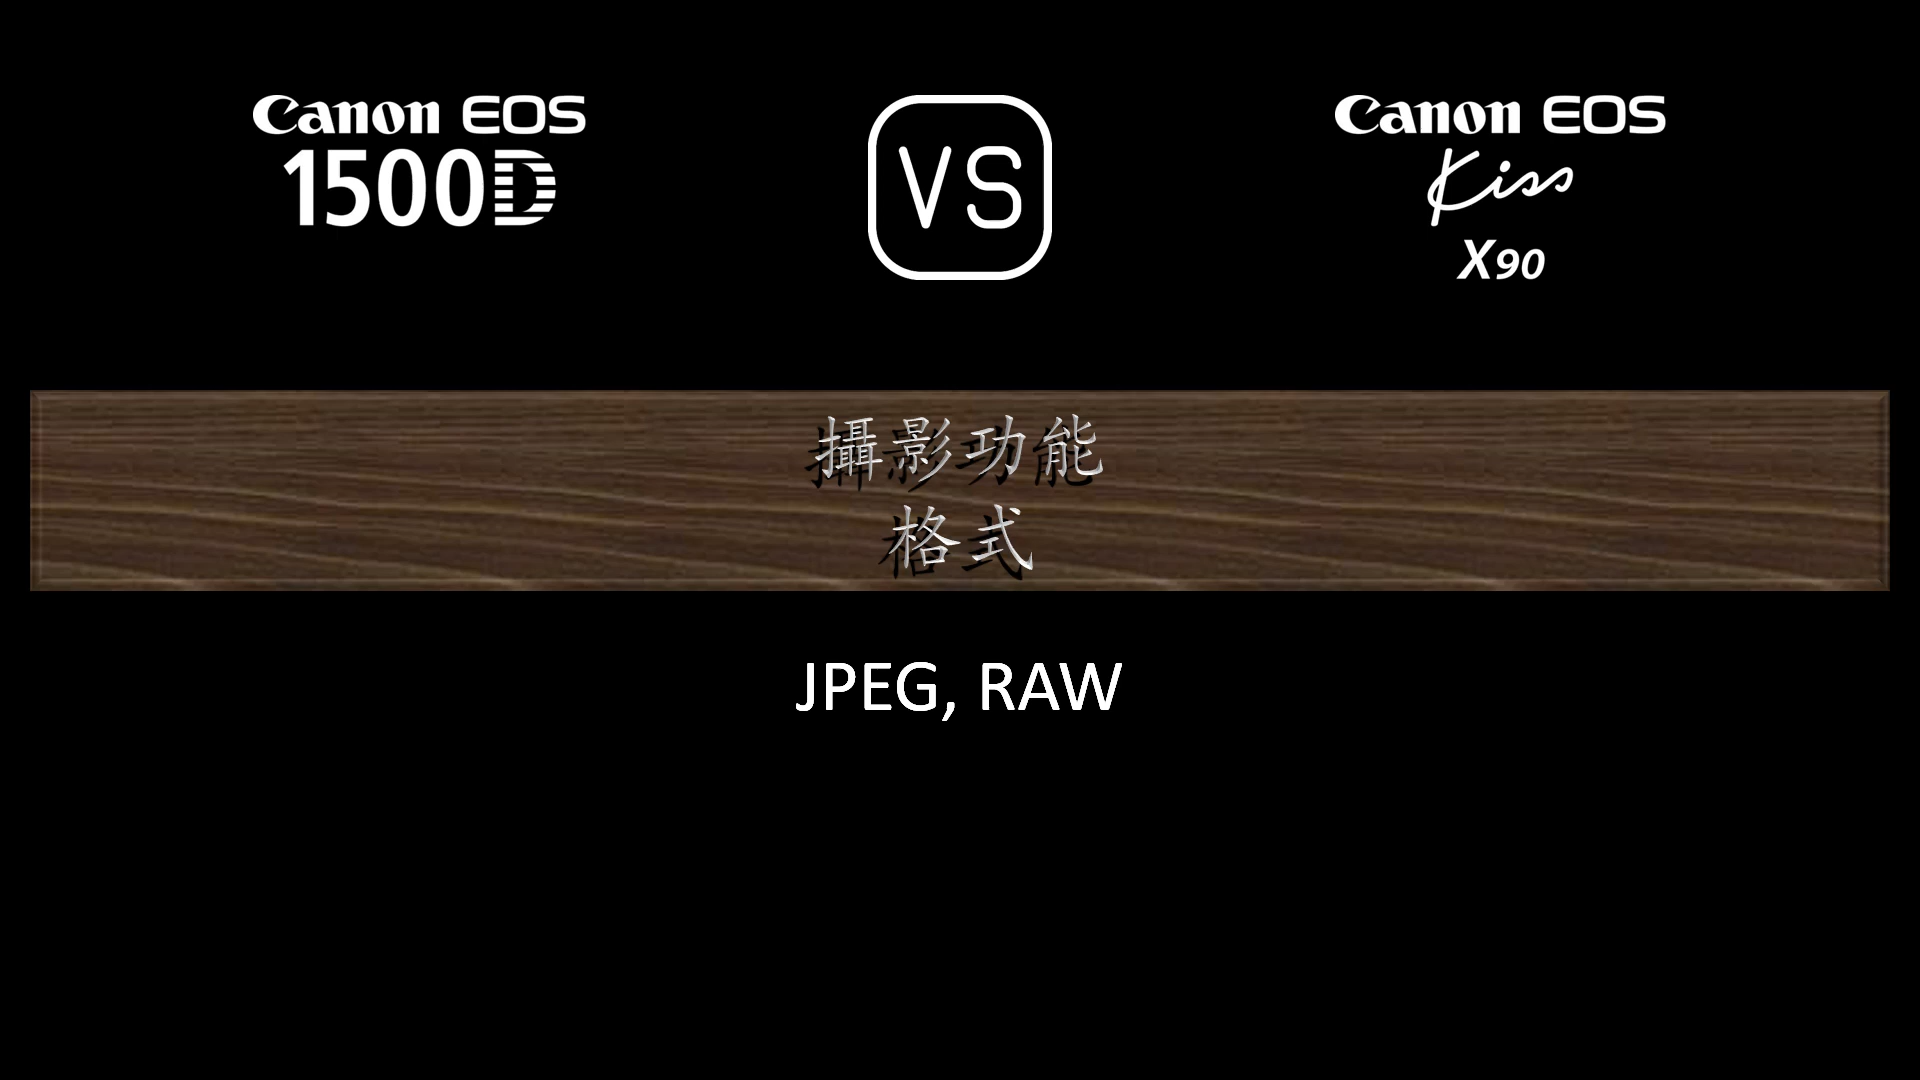 Canon EOS
1500D
VS
Canon EOS
Kiss
X90
攝影功能
格式
JPEG, RAW